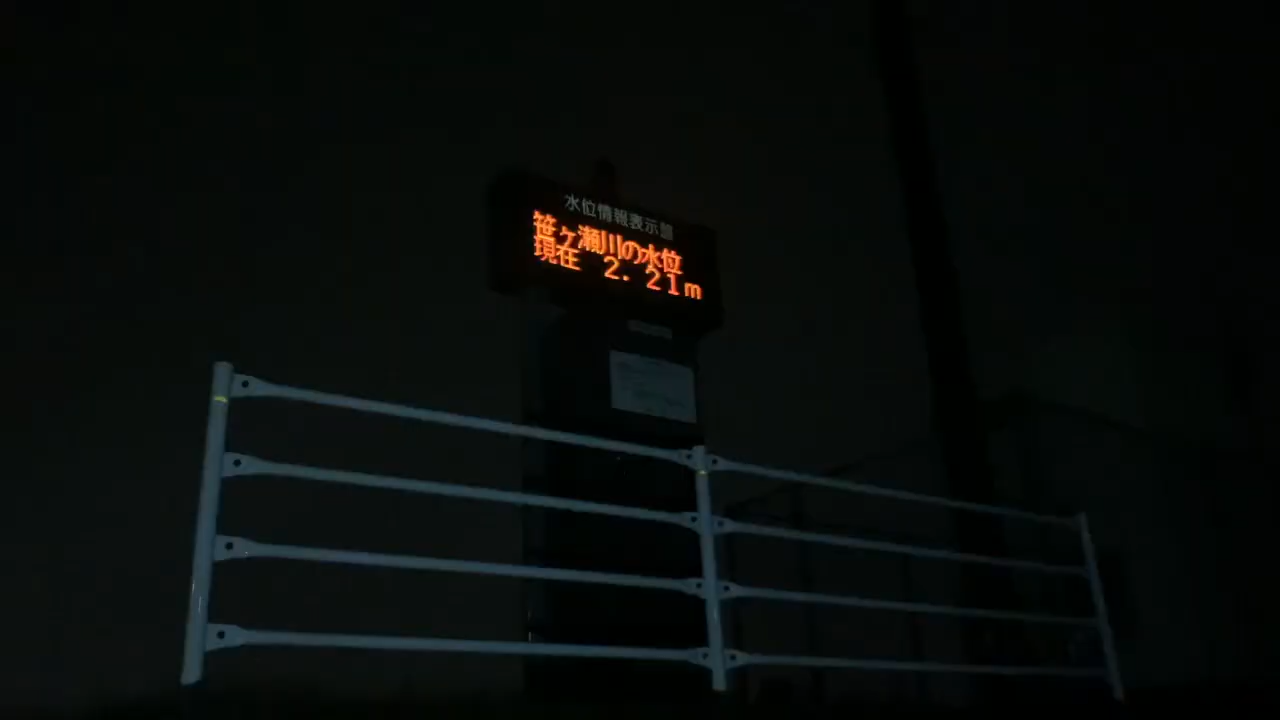 水位情報表示盤
笹ヶ瀬川の水位
現在 2.21m